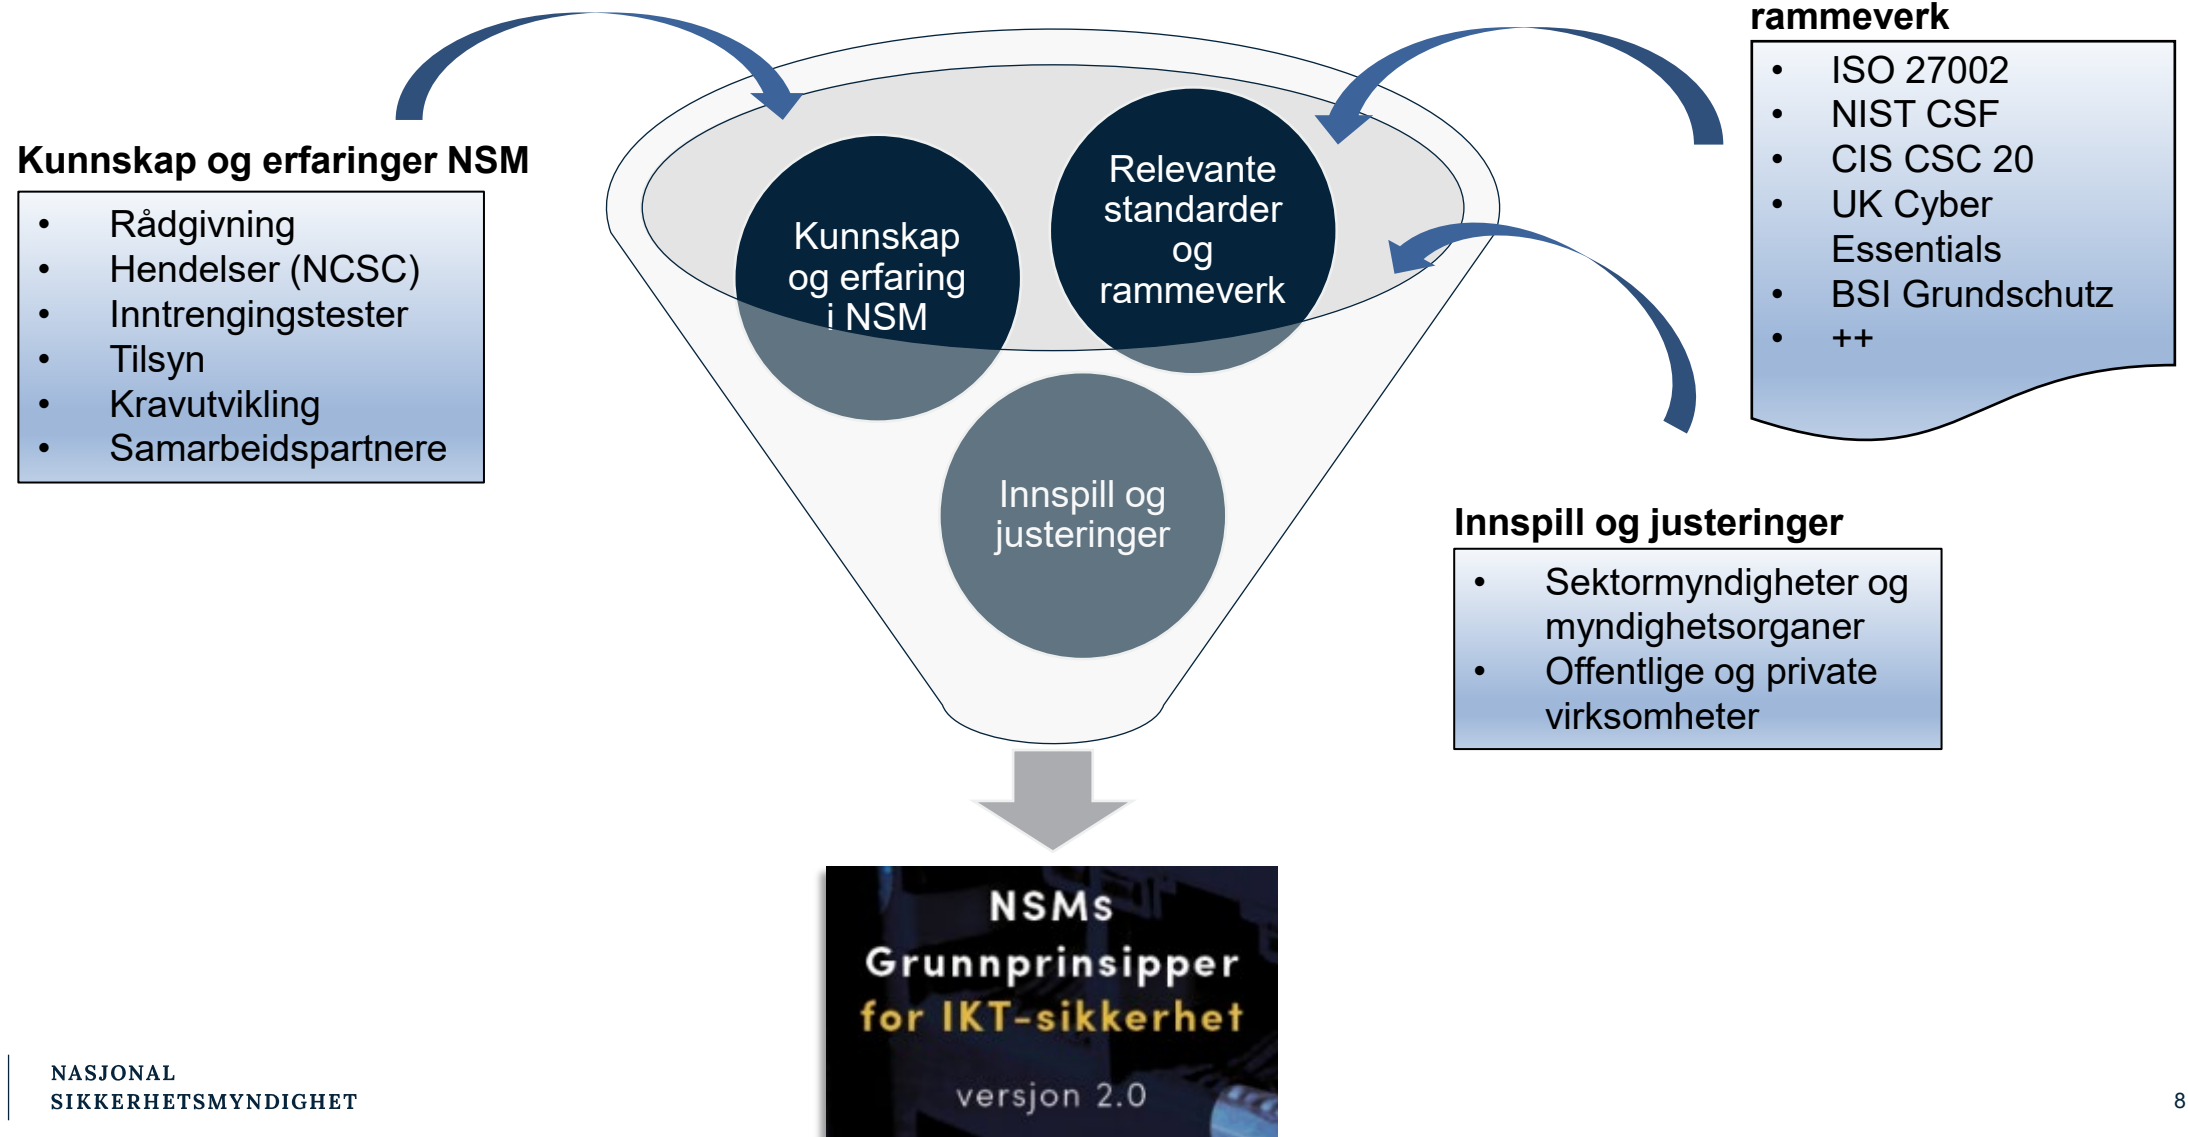 rammeverk
• ISO 27002
• NIST CSF
• CIS CSC 20
• UK Cyber
Essentials
• BSI Grundschutz
• ++
Kunnskap og erfaringer NSM
• Rådgivning
• Hendelser (NCSC)
• Inntrengingstester
• Tilsyn
• Kravutvikling
• Samarbeidspartnere
Kunnskap
og erfaring
i NSM
Relevante
standarder
og
rammeverk
Innspill og
justeringer
Innspill og justeringer
• Sektormyndigheter og
myndighetsorganer
• Offentlige og private
virksomheter
NSMs
Grunnprinsipper
for IKT-sikkerhet
versjon 2.0
NASJONAL
SIKKERHETSMYNDIGHET
8